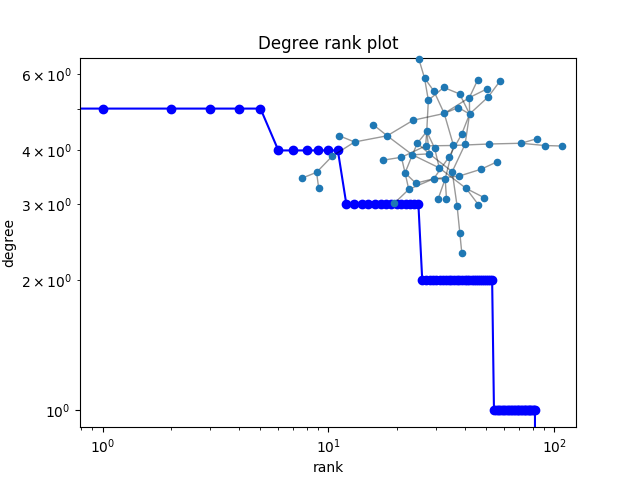 Degree rank plot
degree
6 × 10⁰
4 × 10⁰
3 × 10⁰
2 × 10⁰
10⁰
10⁰ 10¹ 10²
rank